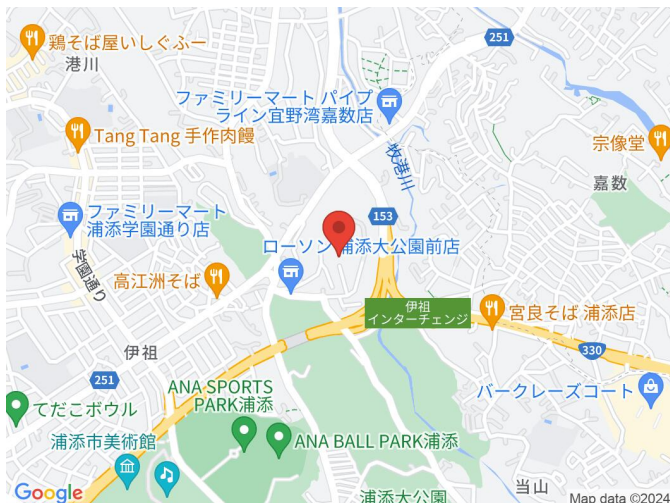 鶏そば屋いしぐふー
港川
251
ファミリーマート パイプ
ライン宜野湾嘉数店
Tang Tang 手作肉饅
牧港川
宗像堂
嘉数
ファミリーマート
浦添学園通り店
153
学園通り
ローソン 浦添大公園前店
高江洲そば
伊祖
インターチェンジ
宮良そば 浦添店
伊祖
330
251
ANA SPORTS
PARK浦添
バークレーズコート
てだこボウル
浦添市美術館
ANA BALL PARK浦添
当山
浦添大公園
Google
Map data ©2024